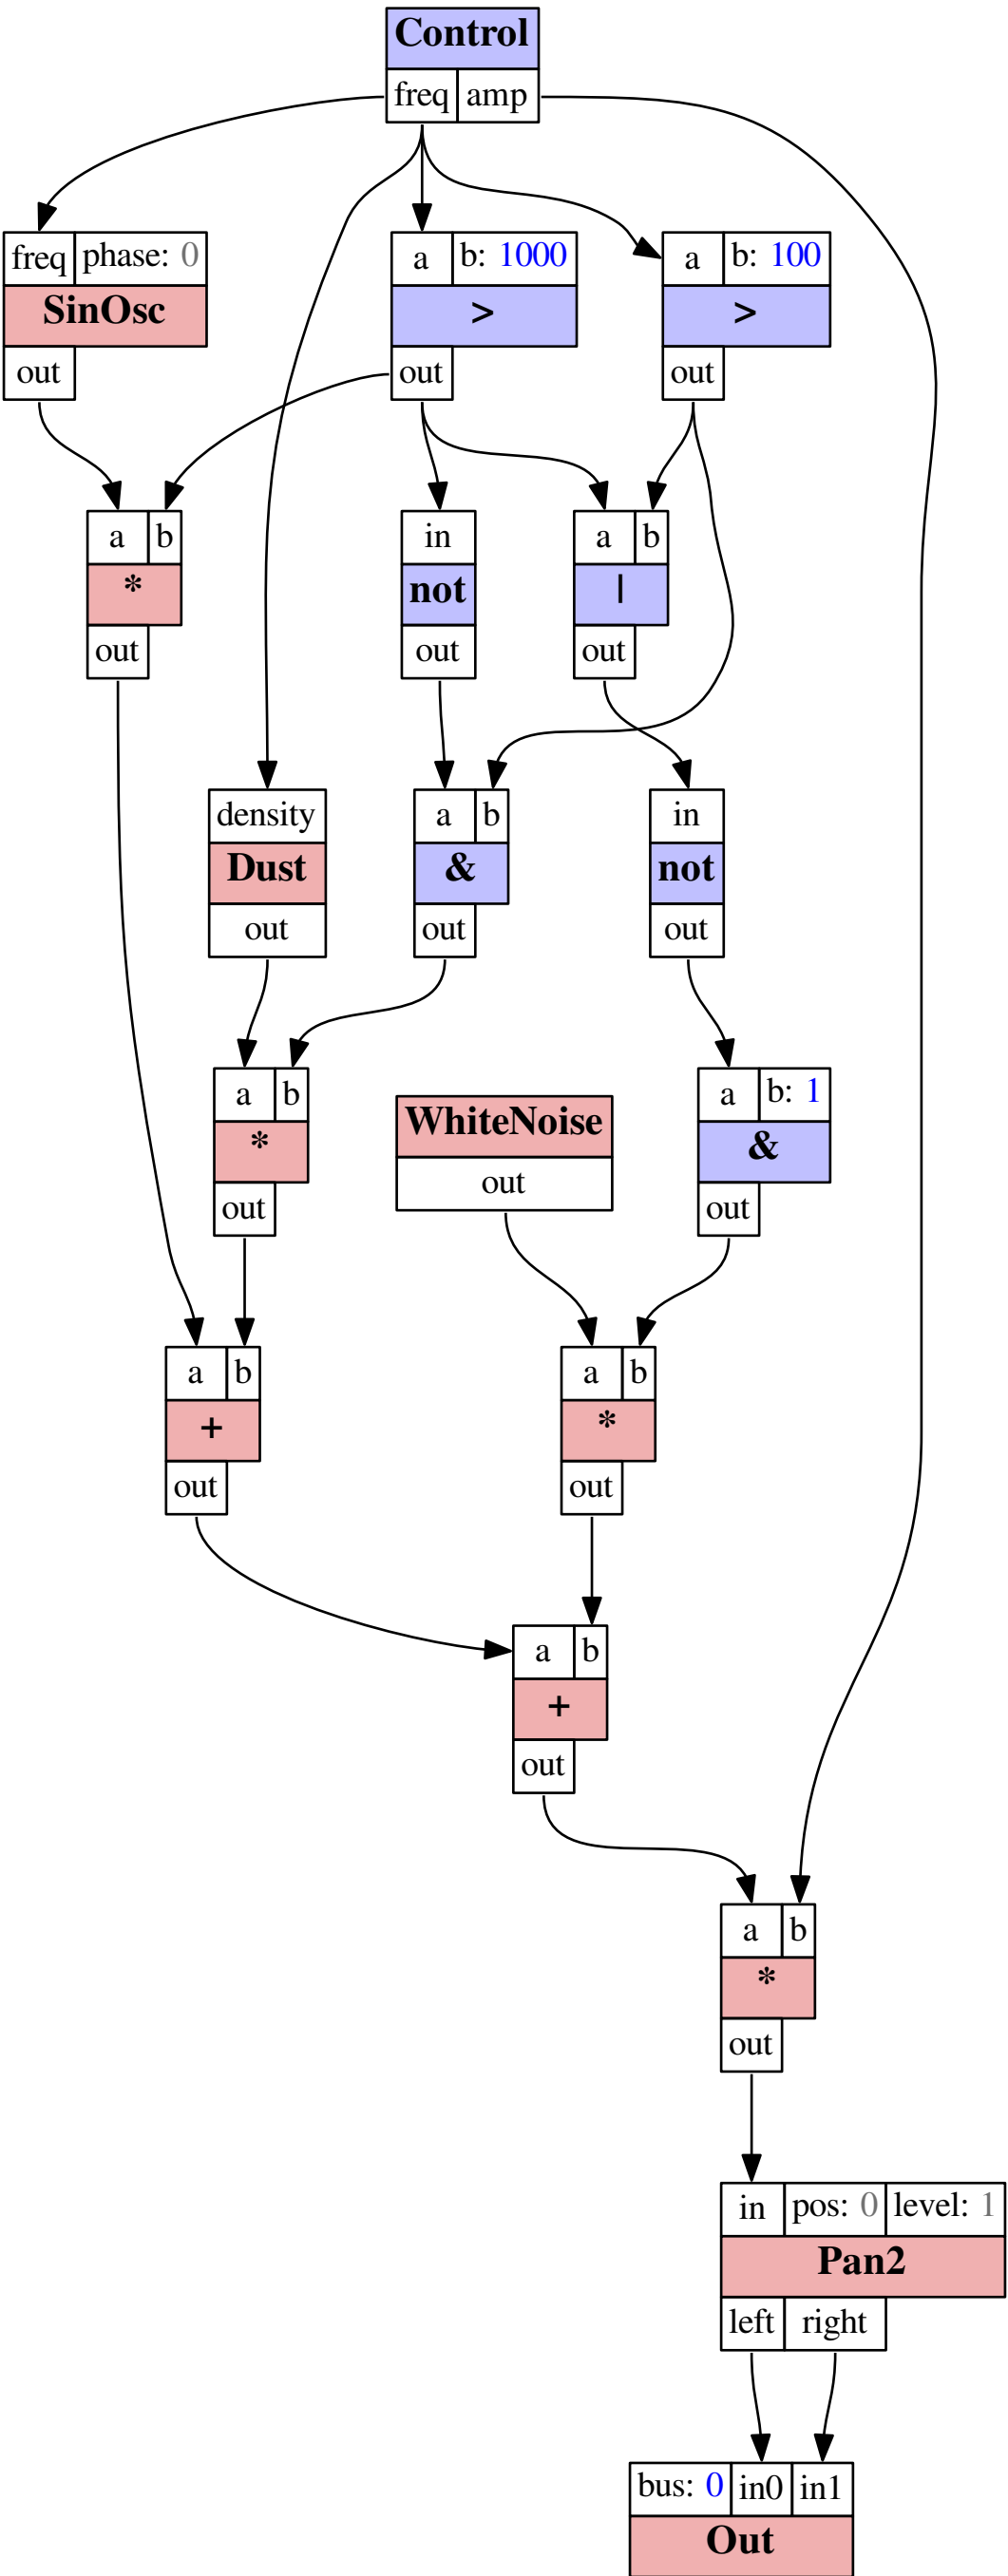 Control
freq amp
freq phase: 0
SinOsc
out
a b: 1000
>
out
a b: 100
>
out
a b
*
out
in
not
out
a b
|
out
density
Dust
out
a b
&
out
in
not
out
a b
*
out
WhiteNoise
out
a b: 1
&
out
a b
+
out
a b
*
out
a b
+
out
a b
*
out
in pos: 0 level: 1
Pan2
left right
bus: 0 in0 in1
Out